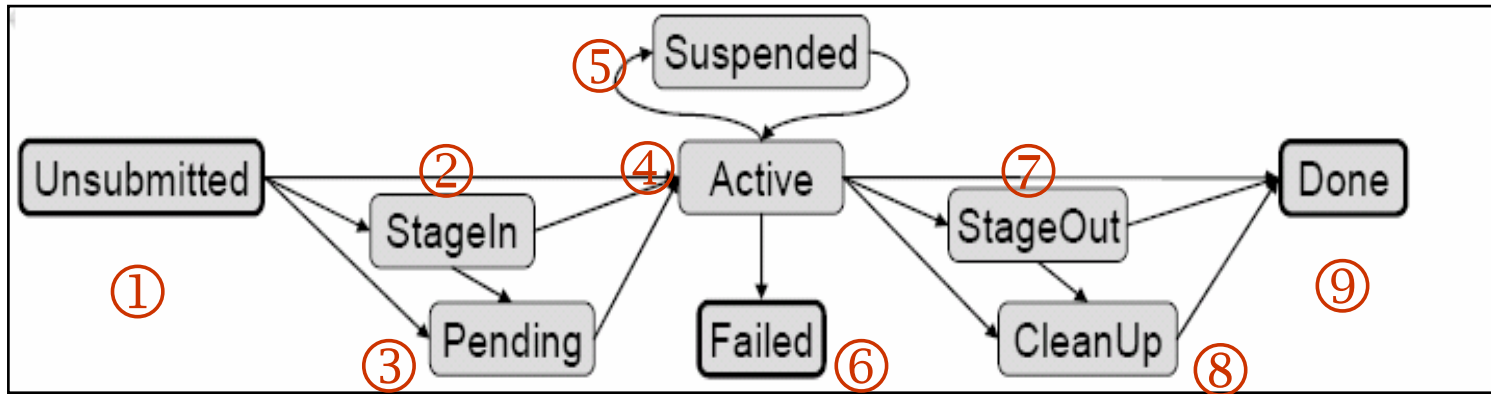 ⑤ Suspended
Unsubmitted ② ④ Active ⑦ Done
StageIn StageOut
① ⑨
③ Pending Failed ⑥ CleanUp ⑧